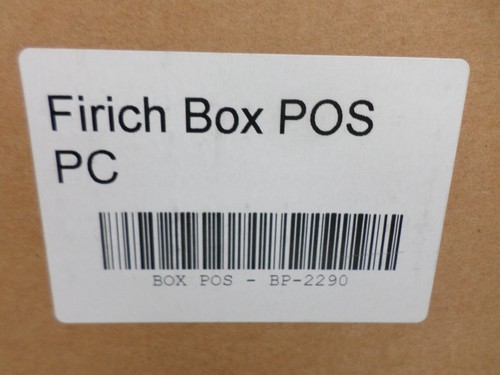 Firich Box POS
PC
BOX POS - BP-2290